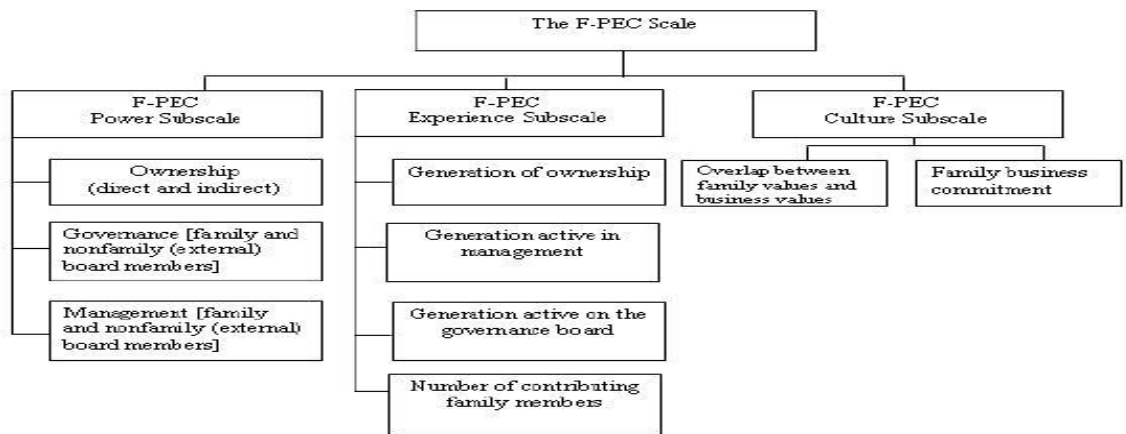 The F-PEC Scale
F-PEC
Power Subscale
Ownership
(direct and indirect)
Governance [family and
nonfamily (external)
board members]
Management [family
and nonfamily (external)
board members]
F-PEC
Experience Subscale
Generation of ownership
Generation active in
management
Generation active on the
governance board
Number of contributing
family members
F-PEC
Culture Subscale
Overlap between
family values and
business values
Family business
commitment